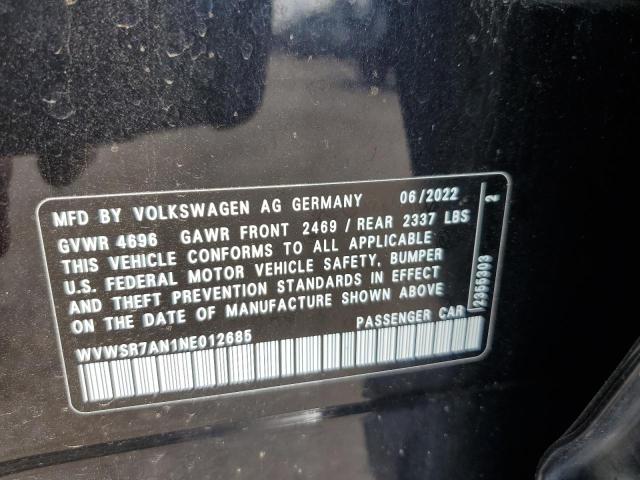 MFD BY VOLKSWAGEN AG GERMANY 06/2022
GVWR 4696 GAWR FRONT 2469 / REAR 2337 LBS
THIS VEHICLE CONFORMS TO ALL APPLICABLE
U.S. FEDERAL MOTOR VEHICLE SAFETY, BUMPER
AND THEFT PREVENTION STANDARDS IN EFFECT
ON THE DATE OF MANUFACTURE SHOWN ABOVE
WVWSR7AN1NE012685 PASSENGER CAR
2355303 2